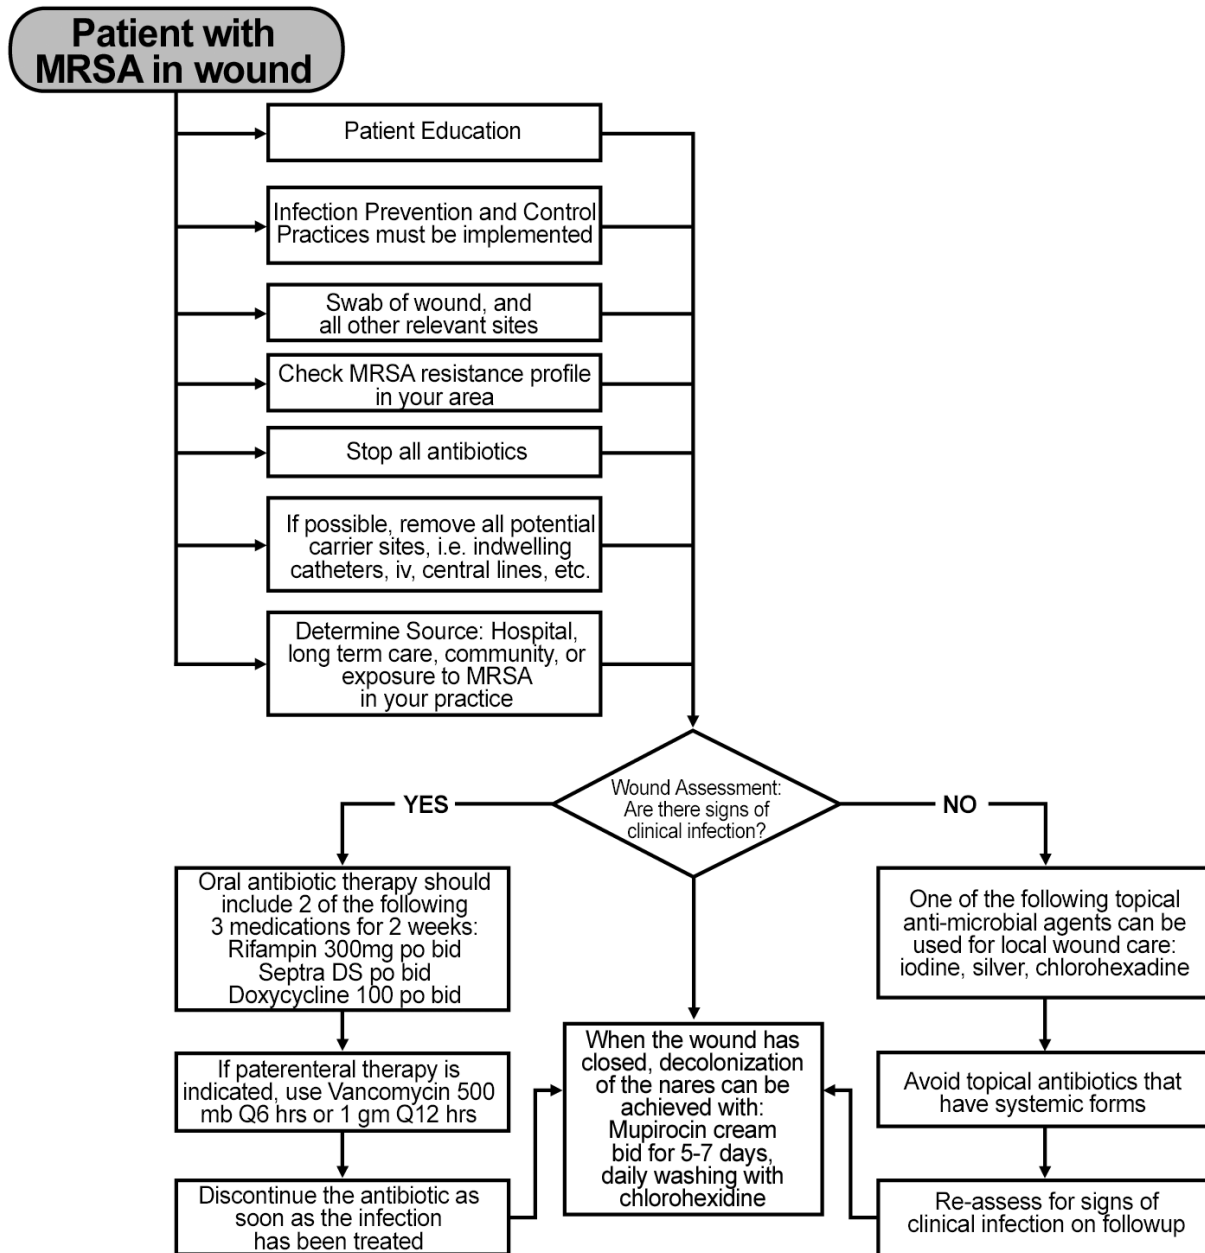 Patient with
MRSA in wound
Patient Education
Infection Prevention and Control
Practices must be implemented
Swab of wound, and
all other relevant sites
Check MRSA resistance profile
in your area
Stop all antibiotics
If possible, remove all potential
carrier sites, i.e. indwelling
catheters, iv, central lines, etc.
Determine Source: Hospital,
long term care, community, or
exposure to MRSA
in your practice
Wound Assessment:
Are there signs of
clinical infection?
YES
NO
Oral antibiotic therapy should
include 2 of the following
3 medications for 2 weeks:
Rifampin 300mg po bid
Septra DS po bid
Doxycycline 100 po bid
If paterenteral therapy is
indicated, use Vancomycin 500
mb Q6 hrs or 1 gm Q12 hrs
Discontinue the antibiotic as
soon as the infection
has been treated
When the wound has
closed, decolonization
of the nares can be
achieved with:
Mupirocin cream
bid for 5-7 days,
daily washing with
chlorohexidine
One of the following topical
anti-microbial agents can be
used for local wound care:
iodine, silver, chlorohexadine
Avoid topical antibiotics that
have systemic forms
Re-assess for signs of
clinical infection on followup